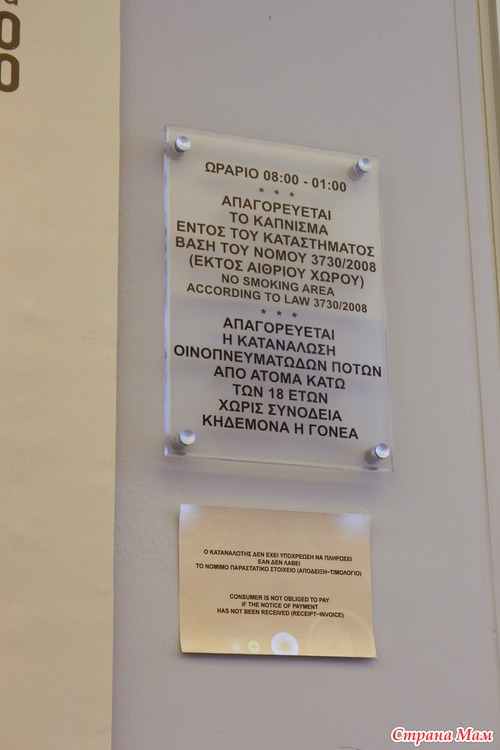 Ο
Ο
ΩΡΑΡΙΟ 08:00 - 01:00
* * *
ΑΠΑΓΟΡΕΥΕΤΑΙ
ΤΟ ΚΑΠΝΙΣΜΑ
ΕΝΤΟΣ ΤΟΥ ΚΑΤΑΣΤΗΜΑΤΟΣ
ΒΑΣΗ ΤΟΥ ΝΟΜΟΥ 3730/2008
(ΕΚΤΟΣ ΑΙΘΡΙΟΥ ΧΩΡΟΥ)
NO SMOKING AREA
ACCORDING TO LAW 3730/2008
* * *
ΑΠΑΓΟΡΕΥΕΤΑΙ
Η ΚΑΤΑΝΑΛΩΣΗ
ΟΙΝΟΠΝΕΥΜΑΤΩΔΩΝ ΠΟΤΩΝ
ΑΠΟ ΑΤΟΜΑ ΚΑΤΩ
ΤΩΝ 18 ΕΤΩΝ
ΧΩΡΙΣ ΣΥΝΟΔΕΙΑ
ΚΗΔΕΜΟΝΑ Η ΓΟΝΕΑ
Ο ΚΑΤΑΝΑΛΩΤΗΣ ΔΕΝ ΕΧΕΙ ΥΠΟΧΡΕΩΣΗ ΝΑ ΠΛΗΡΩΣΕΙ
ΕΑΝ ΔΕΝ ΛΑΒΕΙ
ΤΟ ΝΟΜΙΜΟ ΠΑΡΑΣΤΑΤΙΚΟ ΣΤΟΙΧΕΙΟ (ΑΠΟΔΕΙΞΗ-ΤΙΜΟΛΟΓΙΟ)
CONSUMER IS NOT OBLIGED TO PAY
IF THE NOTICE OF PAYMENT
HAS NOT BEEN RECEIVED (RECEIPT-INVOICE)
Страна Мам